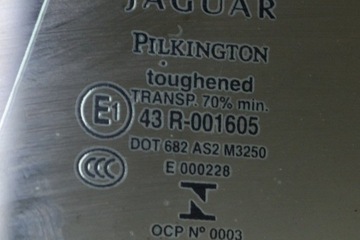 JAGUAR
PILKINGTON
toughened
TRANSP. 70% min.
E1 43 R-001605
DOT 682 AS2 M3250
CCC E 000228
N
OCP Nº 0003